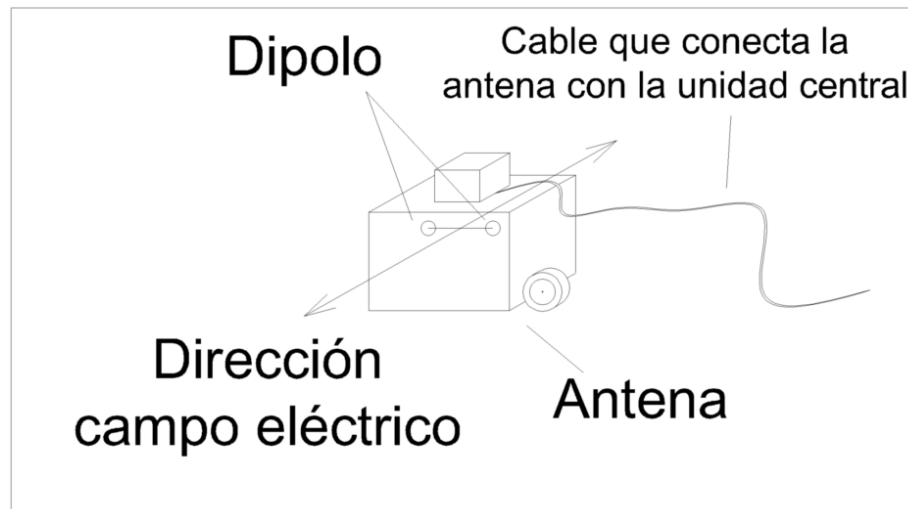 Dipolo
Cable que conecta la
antena con la unidad central
Dirección
campo eléctrico
Antena